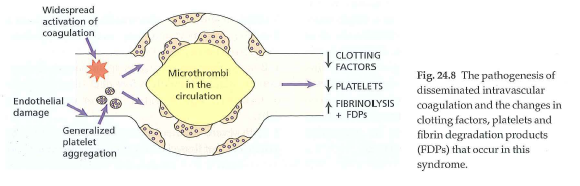 Widespread
activation of
coagulation
Endothelial
damage
Generalized
platelet
aggregation
Microthrombi
in the
circulation
↓ CLOTTING
FACTORS
↓ PLATELETS
↑ FIBRINOLYSIS
+ FDPs
Fig. 24.8 The pathogenesis of
disseminated intravascular
coagulation and the changes in
clotting factors, platelets and
fibrin degradation products
(FDPs) that occur in this
syndrome.